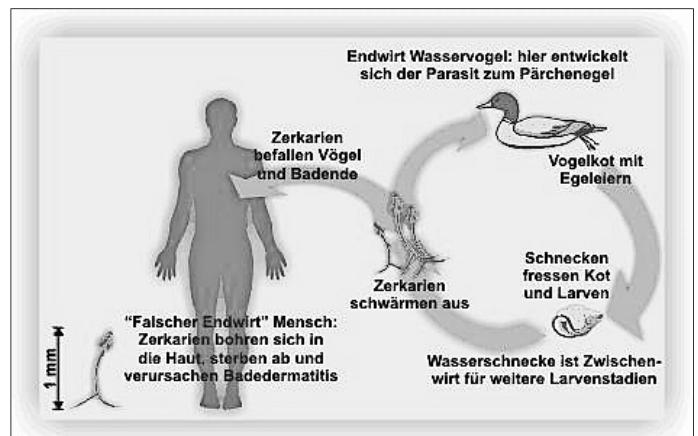 Endwirt Wasservogel: hier entwickelt
sich der Parasit zum Pärchenegel
Zerkarien
befallen Vögel
und Badende
Vogelkot mit
Egeleiern
Schnecken
fressen Kot
und Larven
Zerkarien
schwärmen aus
"Falscher Endwirt" Mensch:
Zerkarien bohren sich in
die Haut, sterben ab und
verursachen Badedermatitis
Wasserschnecke ist Zwischen-
wirt für weitere Larvenstadien
1 mm